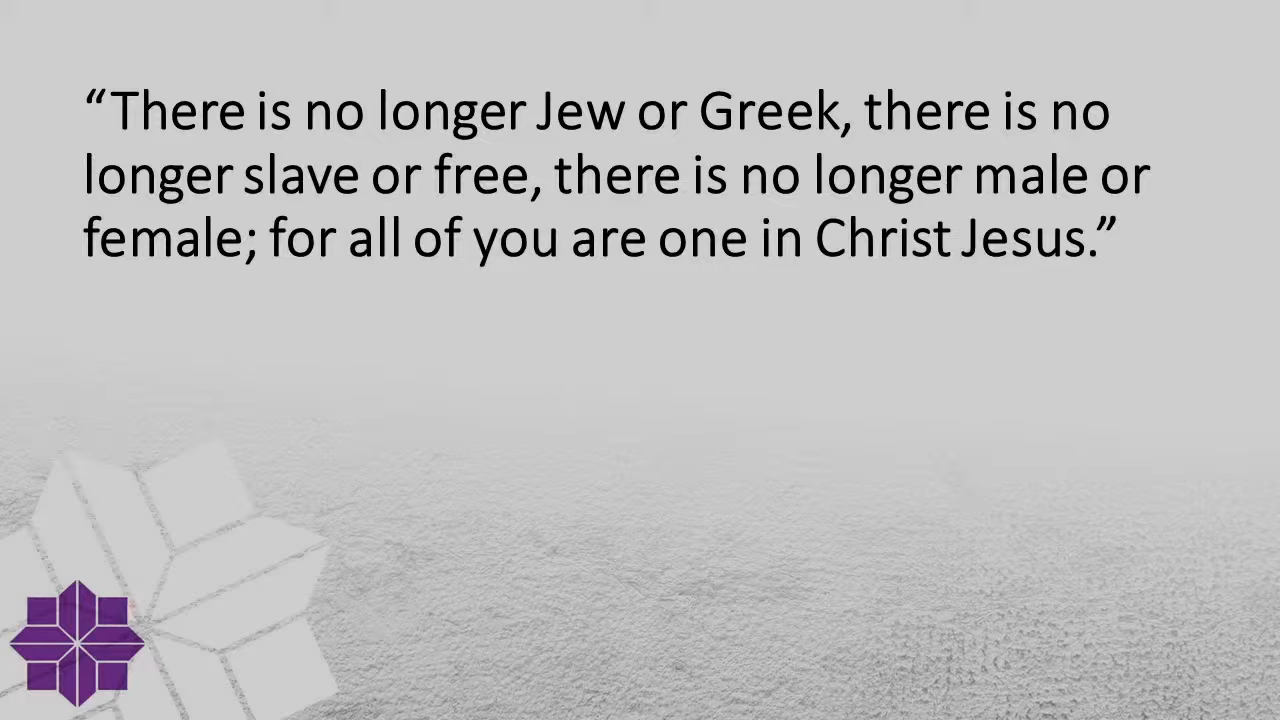 “There is no longer Jew or Greek, there is no
longer slave or free, there is no longer male or
female; for all of you are one in Christ Jesus.”